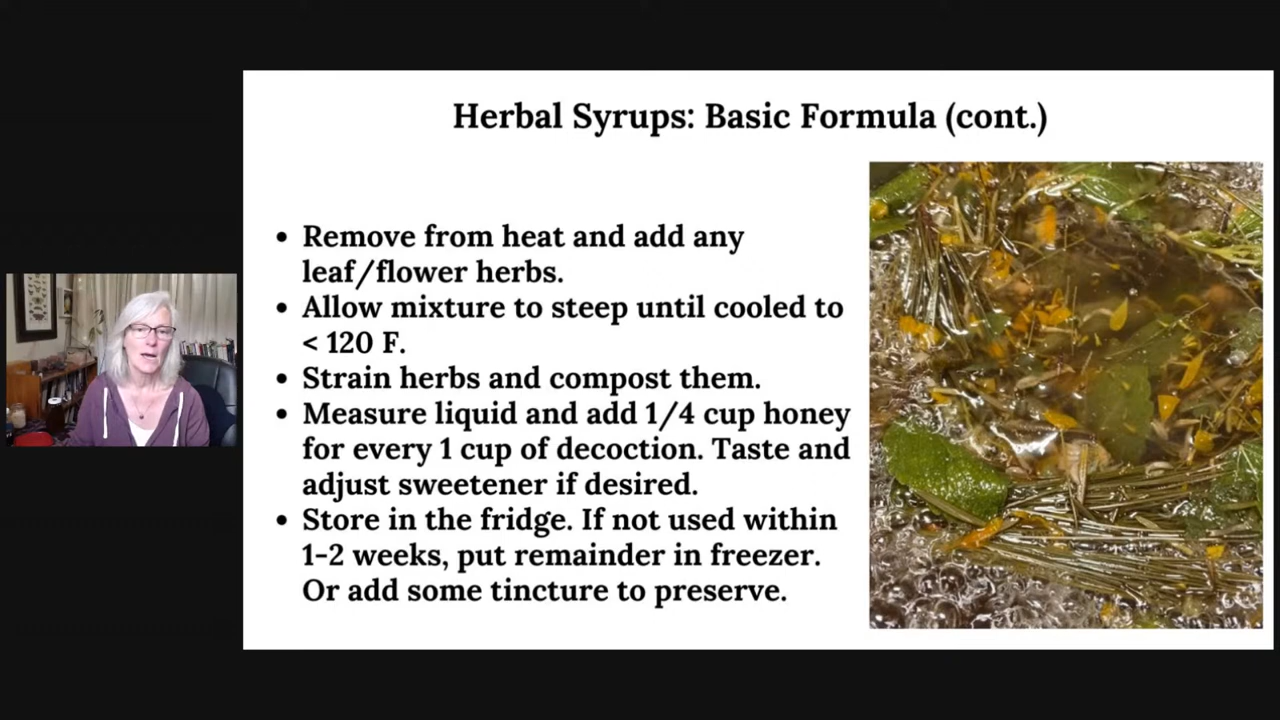 Herbal Syrups: Basic Formula (cont.)
• Remove from heat and add any
leaf/flower herbs.
• Allow mixture to steep until cooled to
< 120 F.
• Strain herbs and compost them.
• Measure liquid and add 1/4 cup honey
for every 1 cup of decoction. Taste and
adjust sweetener if desired.
• Store in the fridge. If not used within
1-2 weeks, put remainder in freezer.
Or add some tincture to preserve.